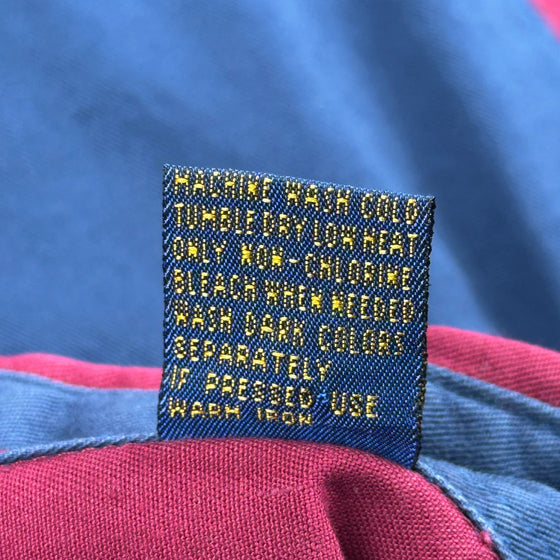 MACHINE WASH COLD
TUMBLE DRY LOW HEAT
ONLY NON-CHLORINE
BLEACH WHEN NEEDED
WASH DARK COLORS
SEPARATELY
IF PRESSED USE
WARM IRON